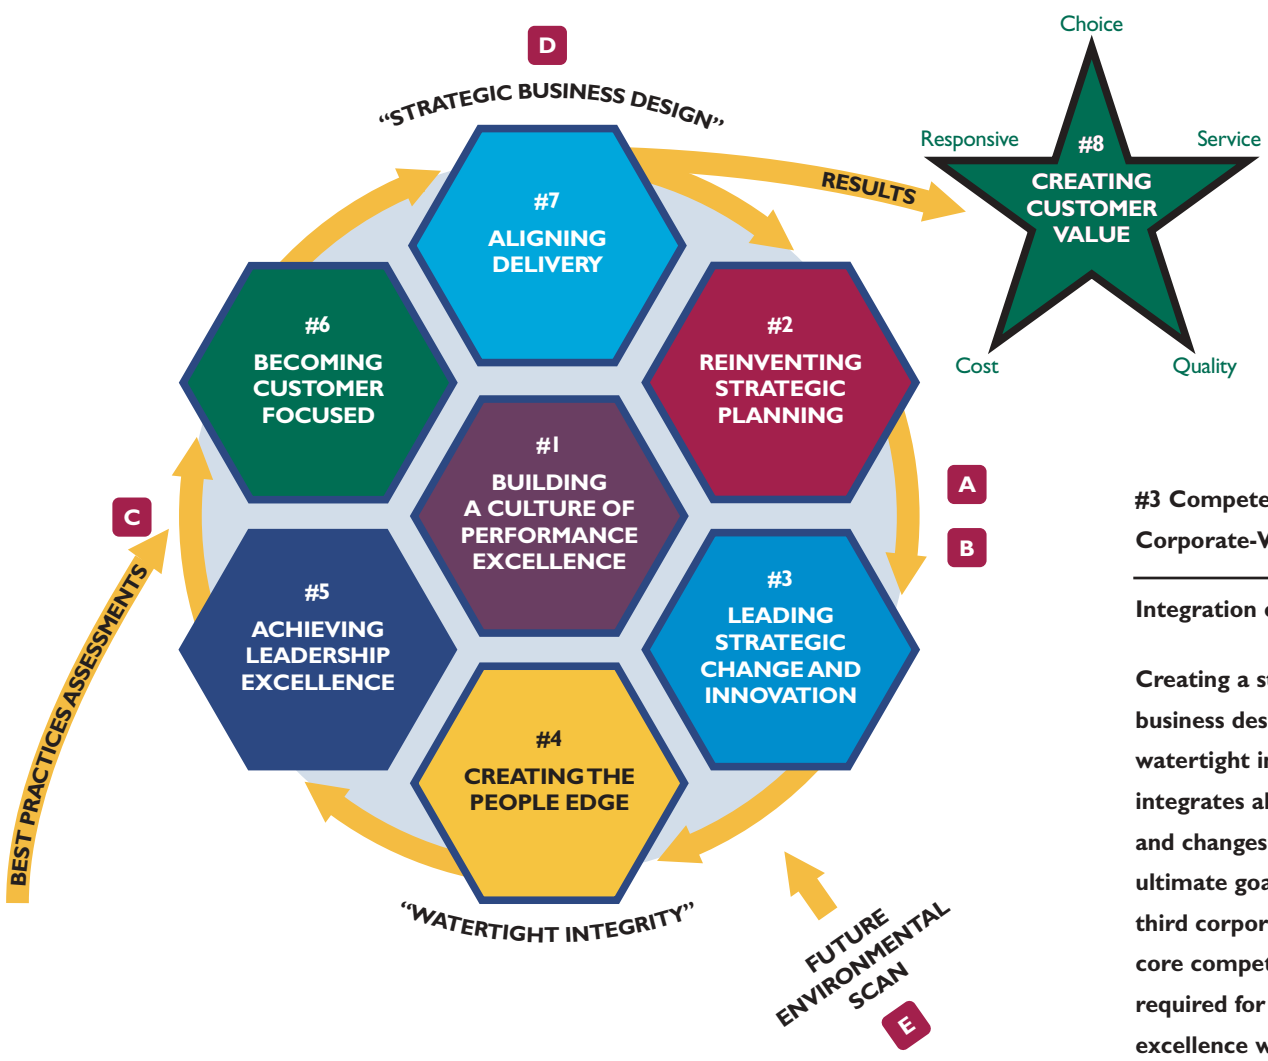 D
“STRATEGIC BUSINESS DESIGN”
Choice
Responsive
Service
#8
CREATING
CUSTOMER
VALUE
Cost
Quality
RESULTS
#7
ALIGNING
DELIVERY
#6
BECOMING
CUSTOMER
FOCUSED
#2
REINVENTING
STRATEGIC
PLANNING
#1
BUILDING
A CULTURE OF
PERFORMANCE
EXCELLENCE
A
B
C
#5
ACHIEVING
LEADERSHIP
EXCELLENCE
#3
LEADING
STRATEGIC
CHANGE AND
INNOVATION
#4
CREATING THE
PEOPLE EDGE
BEST PRACTICES ASSESSMENTS
“WATERTIGHT INTEGRITY”
FUTURE
ENVIRONMENTAL
SCAN
E
#3 Compete
Corporate-
Integration
Creating a
business des
watertight
integrates
and changes
ultimate goa
third corpor
core compet
required for
excellence